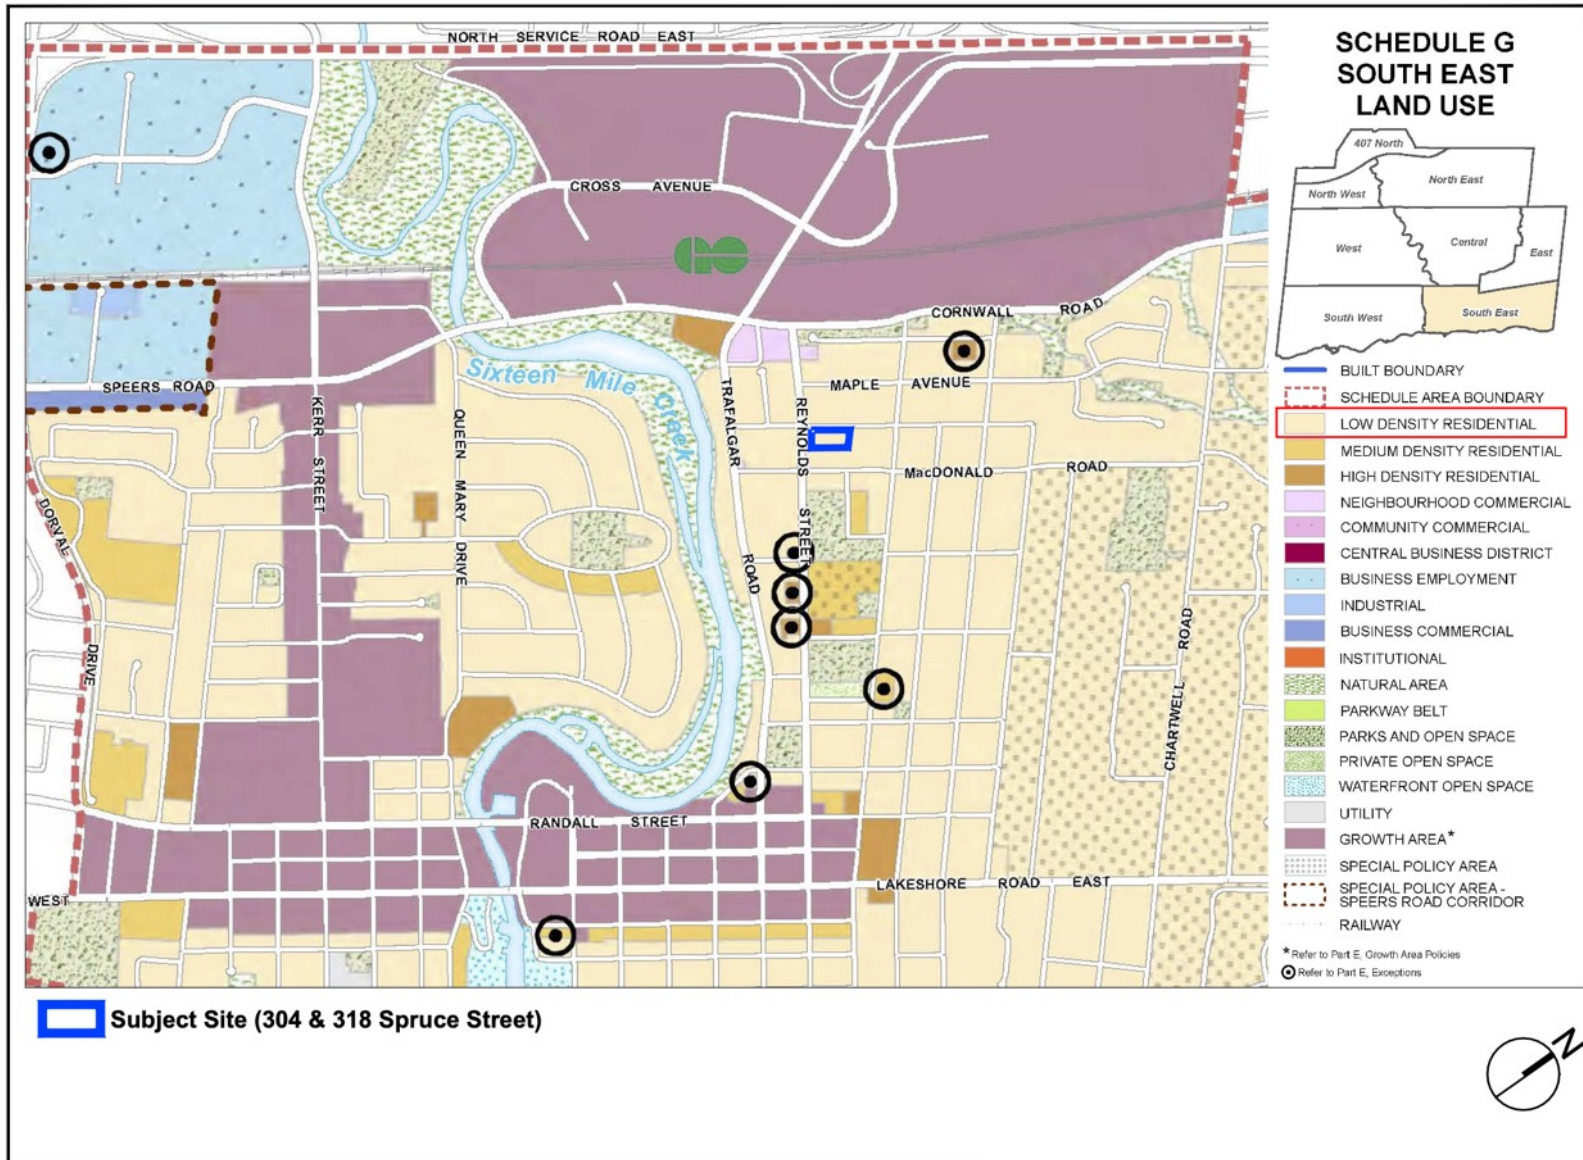 SCHEDULE G
SOUTH EAST
LAND USE
407 North
North West
North East
West
Central
East
South West
South East
BUILT BOUNDARY
SCHEDULE AREA BOUNDARY
LOW DENSITY RESIDENTIAL
MEDIUM DENSITY RESIDENTIAL
HIGH DENSITY RESIDENTIAL
NEIGHBOURHOOD COMMERCIAL
COMMUNITY COMMERCIAL
CENTRAL BUSINESS DISTRICT
BUSINESS EMPLOYMENT
INDUSTRIAL
BUSINESS COMMERCIAL
INSTITUTIONAL
NATURAL AREA
PARKWAY BELT
PARKS AND OPEN SPACE
PRIVATE OPEN SPACE
WATERFRONT OPEN SPACE
UTILITY
GROWTH AREA*
SPECIAL POLICY AREA
SPECIAL POLICY AREA -
SPEERS ROAD CORRIDOR
RAILWAY
* Refer to Part E, Growth Area Policies
Refer to Part E, Exceptions
NORTH SERVICE ROAD EAST
CROSS AVENUE
GO
CORNWALL ROAD
SPEERS ROAD
Sixteen Mile Creek
MAPLE AVENUE
KERR STREET
QUEEN MARY DRIVE
TRAFALGAR ROAD
REYNOLDS STREET
MacDONALD ROAD
DORVAL DRIVE
CHARTWELL ROAD
RANDALL STREET
LAKESHORE ROAD EAST
WEST
Subject Site (304 & 318 Spruce Street)
N